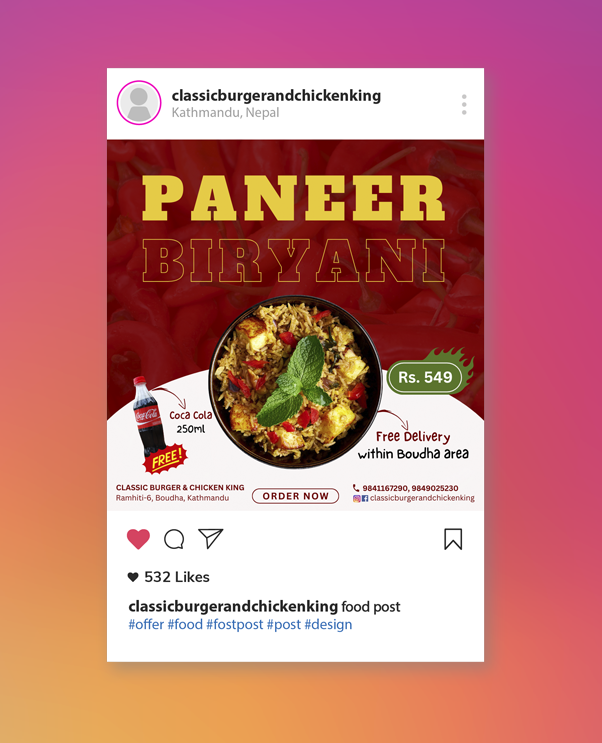 classicburgerandchickenking
Kathmandu, Nepal
PANEER
BIRYANI
Rs. 549
Coca-Cola
Coca Cola
250ml
FREE!
Free Delivery
within Boudha area
CLASSIC BURGER & CHICKEN KING
Ramhiti-6, Boudha, Kathmandu
ORDER NOW
9841167290, 9849025230
classicburgerandchickenking
532 Likes
classicburgerandchickenking food post
#offer #food #fostpost #post #design